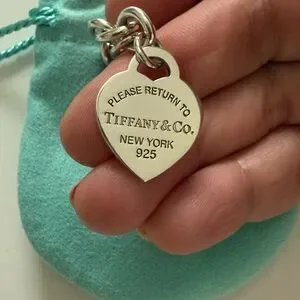 PLEASE RETURN TO
TIFFANY & CO.
NEW YORK
925